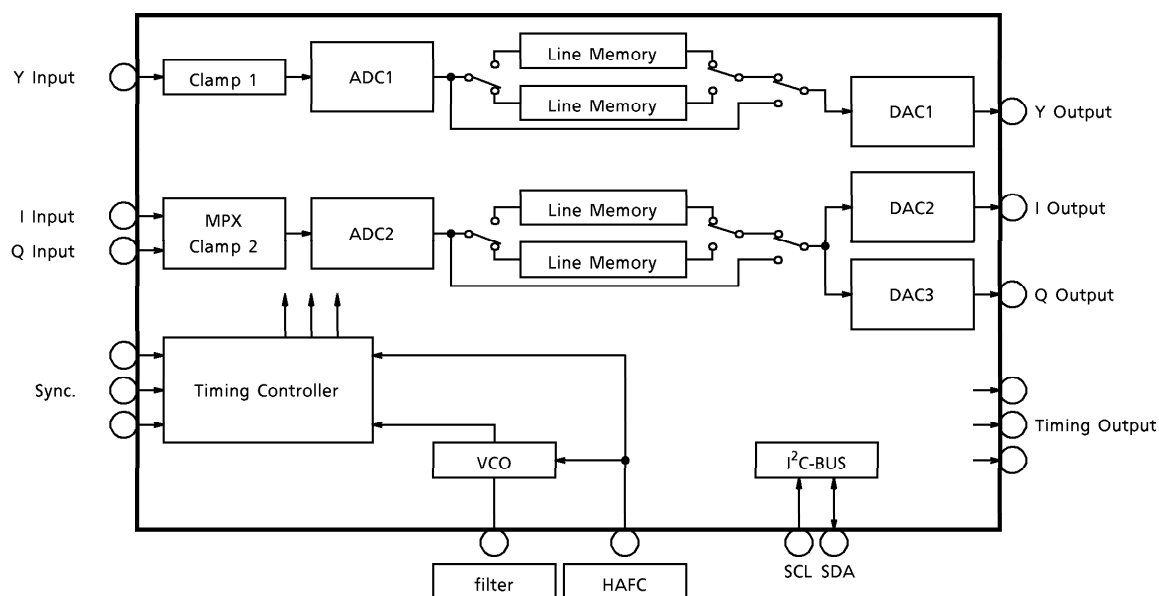 Y Input
Clamp 1
ADC1
Line Memory
Line Memory
DAC1
Y Output
I Input
Q Input
MPX
Clamp 2
ADC2
Line Memory
Line Memory
DAC2
I Output
DAC3
Q Output
Sync.
Timing Controller
VCO
I²C-BUS
Timing Output
filter
HAFC
SCL SDA